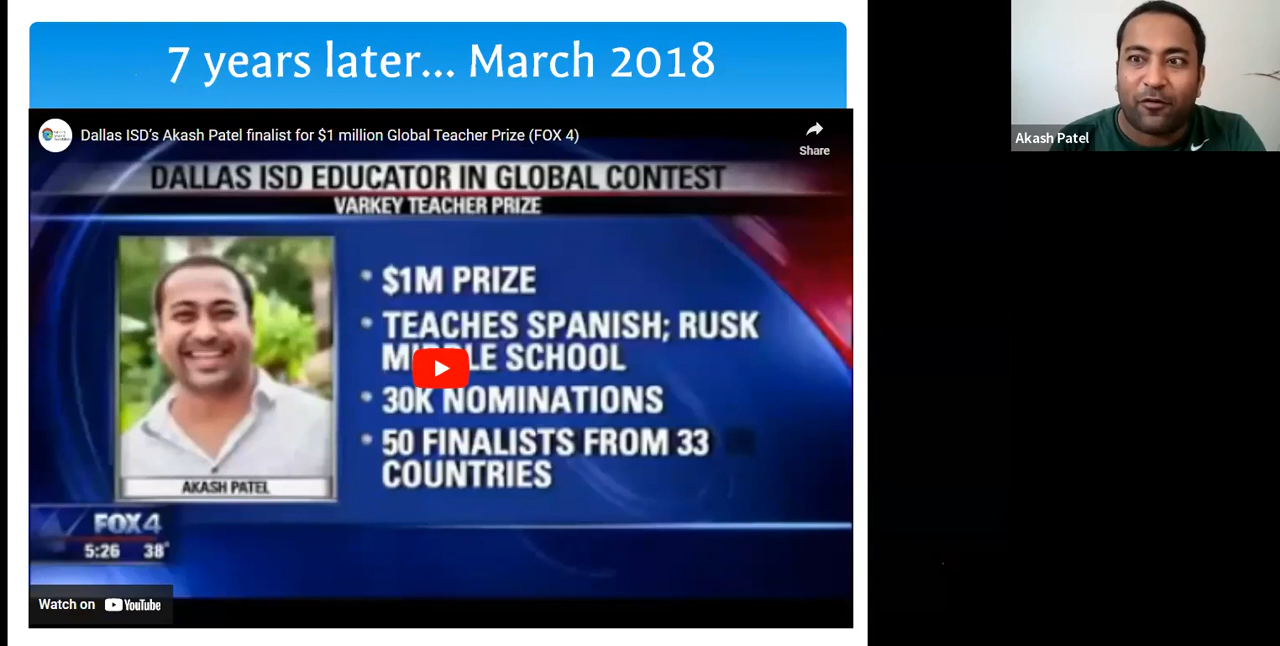 7 years later... March 2018
Dallas ISD's Akash Patel finalist for $1 million Global Teacher Prize (FOX 4)
Share
DALLAS ISD EDUCATOR IN GLOBAL CONTEST
VARKEY TEACHER PRIZE
• $1M PRIZE
• TEACHES SPANISH; RUSK
MIDDLE SCHOOL
• 30K NOMINATIONS
• 50 FINALISTS FROM 33
COUNTRIES
AKASH PATEL
FOX 4
5:26 38°
Watch on YouTube
Akash Patel